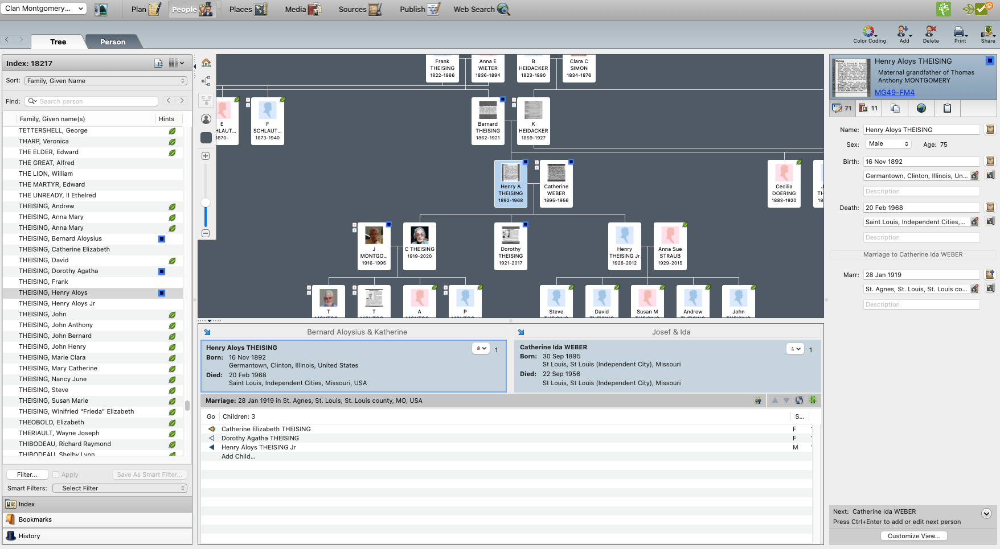 Clan Montgomery...
Plan
People
Places
Media
Sources
Publish
Web Search
Tree
Person
Color Coding
Add
Delete
Print
Share
Index: 18217
Sort: Family, Given Name
Find: Search person
Family, Given name(s) Hints
TETTERSHELL, George
THARP, Veronica
THE ELDER, Edward
THE GREAT, Alfred
THE LION, William
THE MARTYR, Edward
THE UNREADY, II Ethelred
THEISING, Andrew
THEISING, Anna Mary
THEISING, Anna Mary
THEISING, Bernard Aloysius
THEISING, Catherine Elizabeth
THEISING, David
THEISING, Dorothy Agatha
THEISING, Frank
THEISING, Henry Aloys
THEISING, Henry Aloys Jr
THEISING, John
THEISING, John Anthony
THEISING, John Bernard
THEISING, John Henry
THEISING, Marie Clara
THEISING, Mary Catherine
THEISING, Nancy June
THEISING, Steve
THEISING, Susan Marie
THEISING, Winifried "Frieda" Elizabeth
THEOBOLD, Elizabeth
THERIAULT, Wayne Joseph
THIBODEAU, Richard Raymond
THIBODEAU, Shelby Lynn
Filter...
Apply
Save As Smart Filter...
Smart Filters: Select Filter
Index
Bookmarks
History
Frank
THEISING
1822-1866
Anna E
WIETER
1836-1894
B
HEIDACKER
1823-1880
Clara C
SIMON
1834-1876
E
HLAUT...
1870-
F
SCHLAUT...
1873-1940
Bernard
THEISING
1862-1921
K
HEIDACKER
1859-1927
Henry A
THEISING
1892-1968
Catherine
WEBER
1895-1956
Cecilia
DOERING
1883-1920
J
TH
18
J
MONTGO...
1916-1995
C THEISING
1919-2020
Dorothy
THEISING
1921-2017
Henry
THEISING Jr
1928-2012
Anna Sue
STRAUB
1929-2015
T
T
A
P
Steve
David
Susan M
Andrew
John
Bernard Aloysius & Katherine
Henry Aloys THEISING
1
Born: 16 Nov 1892
Germantown, Clinton, Illinois, United States
Died: 20 Feb 1968
Saint Louis, Independent Cities, Missouri, USA
Josef & Ida
Catherine Ida WEBER
1
Born: 30 Sep 1895
St Louis, St Louis (Independent City), Missouri
Died: 22 Sep 1956
St Louis, St Louis (Independent City), Missouri
Marriage: 28 Jan 1919 in St. Agnes, St. Louis, St. Louis county, MO, USA
Go Children: 3 S...
Catherine Elizabeth THEISING F
Dorothy Agatha THEISING F
Henry Aloys THEISING Jr M
Add Child...
Henry Aloys THEISING
Maternal grandfather of Thomas
Anthony MONTGOMERY
MG49-FM4
71
11
Name: Henry Aloys THEISING
Sex: Male Age: 75
Birth: 16 Nov 1892
Germantown, Clinton, Illinois, Un...
Description
Death: 20 Feb 1968
Saint Louis, Independent Cities,...
Description
Marriage to Catherine Ida WEBER
Marr: 28 Jan 1919
St. Agnes, St. Louis, St. Louis co...
Description
Next: Catherine Ida WEBER
Press Ctrl+Enter to add or edit next person
Customize View...